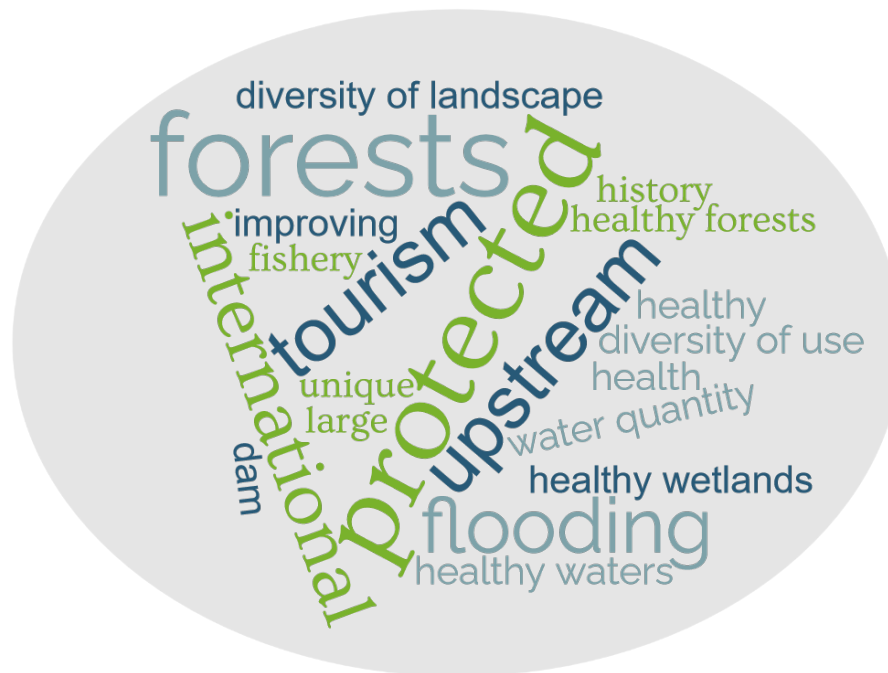 diversity of landscape
forests
protected
history
healthy forests
improving
fishery
international
tourism
upstream
healthy
diversity of use
health
water quantity
unique
large
dam
healthy wetlands
flooding
healthy waters